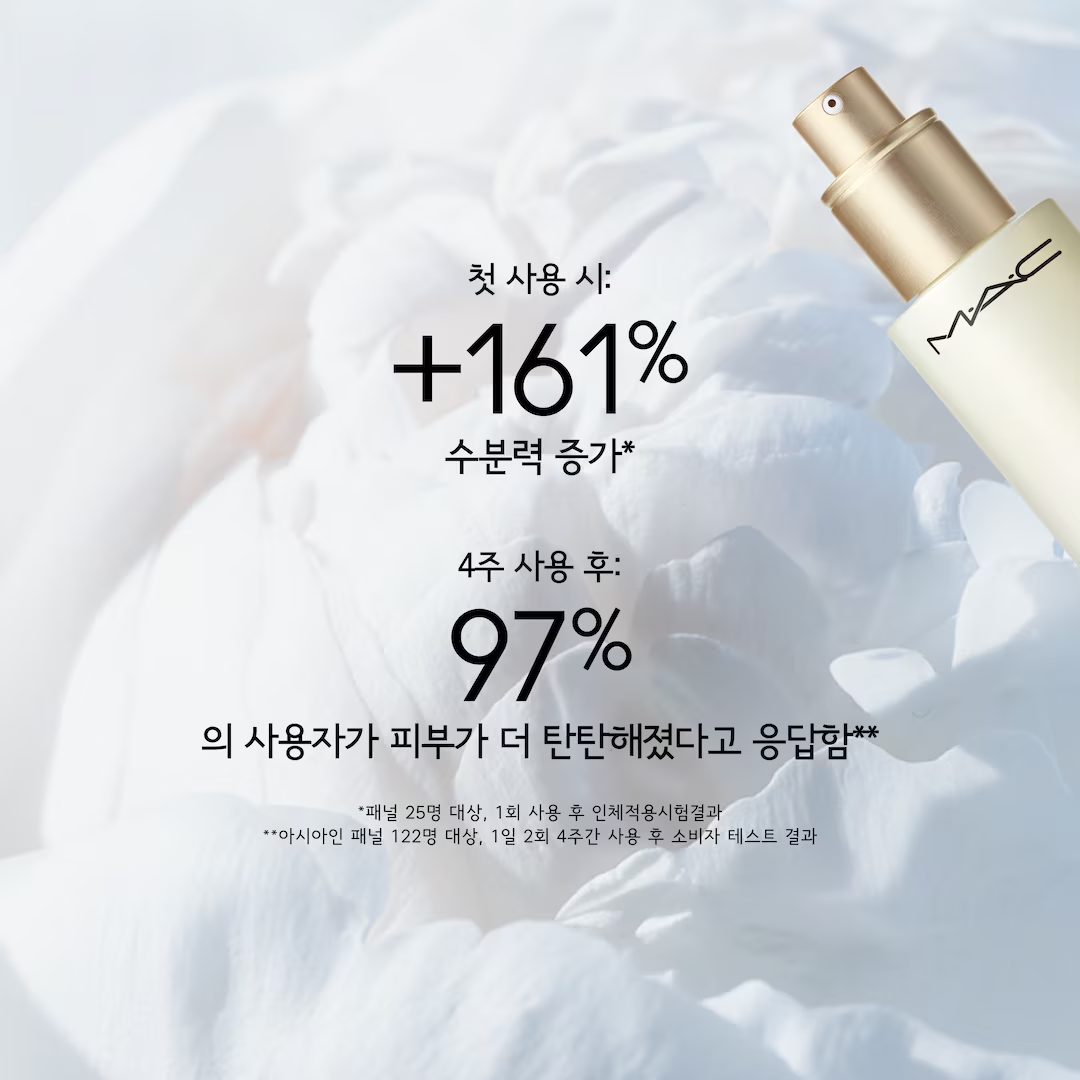 MAC
첫 사용 시:
+161%
수분력 증가*
4주 사용 후:
97%
의 사용자가 피부가 더 탄탄해졌다고 응답함**
*패널 25명 대상, 1회 사용 후 인체적용시험결과
**아시아인 패널 122명 대상, 1일 2회 4주간 사용 후 소비자 테스트 결과